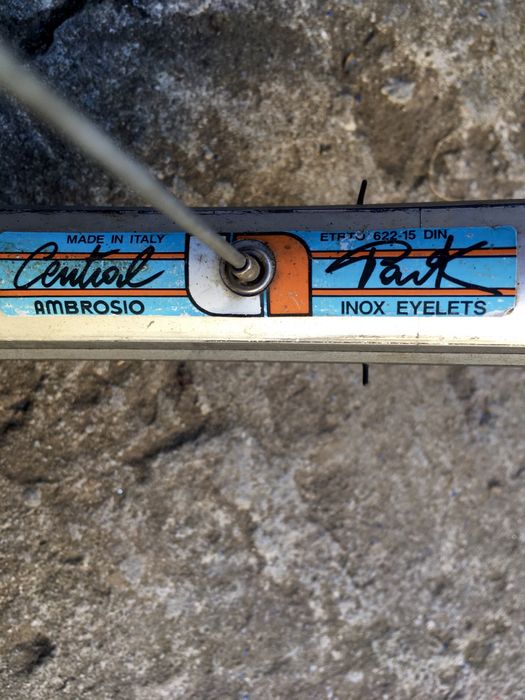 MADE IN ITALY
Central
AMBROSIO
ETRTO 622-15 DIN
Park
INOX EYELETS